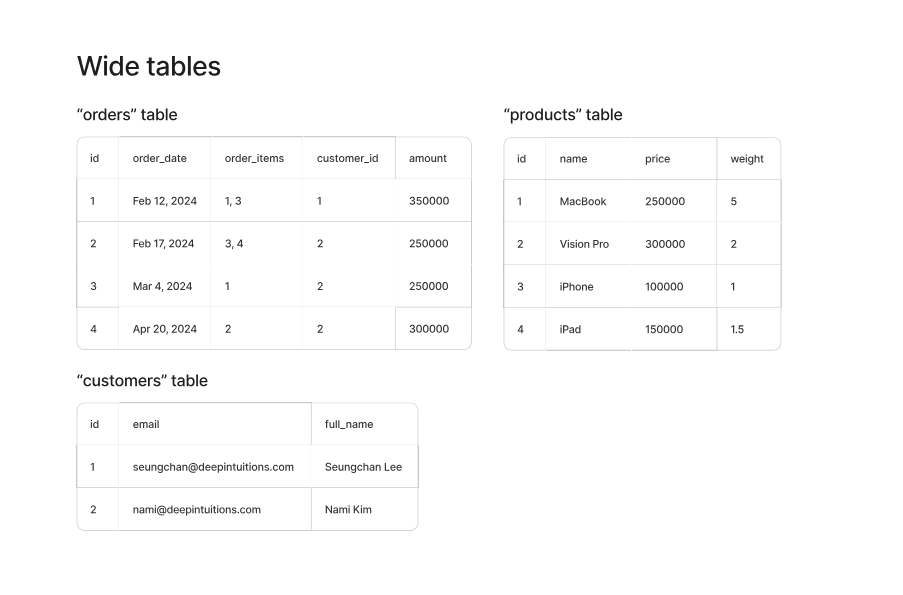 Wide tables
“orders” table
id order_date order_items customer_id amount
1 Feb 12, 2024 1, 3 1 350000
2 Feb 17, 2024 3, 4 2 250000
3 Mar 4, 2024 1 2 250000
4 Apr 20, 2024 2 2 300000
“products” table
id name price weight
1 MacBook 250000 5
2 Vision Pro 300000 2
3 iPhone 100000 1
4 iPad 150000 1.5
“customers” table
id email full_name
1 seungchan@deepintuitions.com Seungchan Lee
2 nami@deepintuitions.com Nami Kim